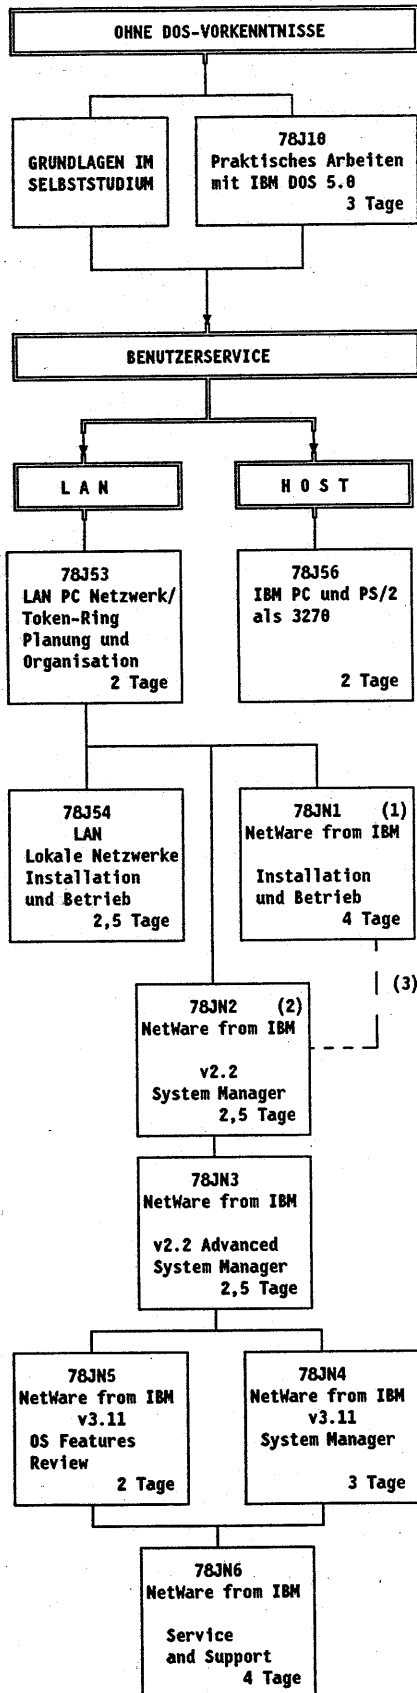 OHNE DOS-VORKENNTNISSE
GRUNDLAGEN IM
SELBSTSTUDIUM
78J10
Praktisches Arbeiten
mit IBM DOS 5.0
3 Tage
BENUTZERSERVICE
L A N
H O S T
78J53
LAN PC Netzwerk/
Token-Ring
Planung und
Organisation
2 Tage
78J56
IBM PC und PS/2
als 3270
2 Tage
78J54
LAN
Lokale Netzwerke
Installation
und Betrieb
2,5 Tage
78JN1 (1)
NetWare from IBM
Installation
und Betrieb
4 Tage
(3)
78JN2 (2)
NetWare from IBM
v2.2
System Manager
2,5 Tage
78JN3
NetWare from IBM
v2.2 Advanced
System Manager
2,5 Tage
78JN5
NetWare from IBM
v3.11
OS Features
Review
2 Tage
78JN4
NetWare from IBM
v3.11
System Manager
3 Tage
78JN6
NetWare from IBM
Service
and Support
4 Tage